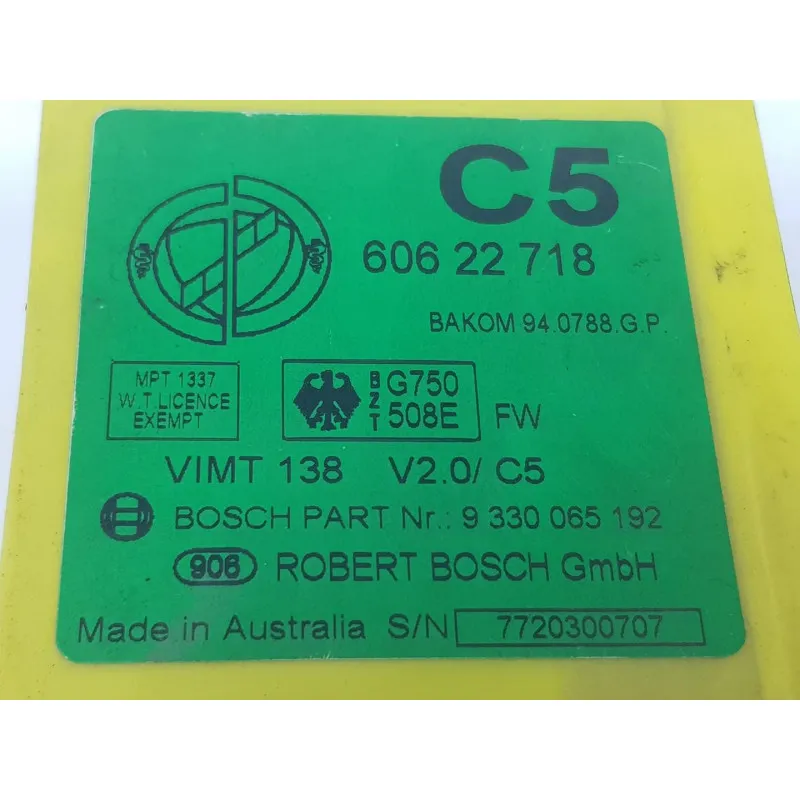 C5
606 22 718
BAKOM 94.0788.G.P.
MPT 1337
W.T.LICENCE
EXEMPT
BZT
G750
508E
FW
VIMT 138 V2.0/ C5
BOSCH PART Nr.: 9 330 065 192
906 ROBERT BOSCH GmbH
Made in Australia S/N 7720300707